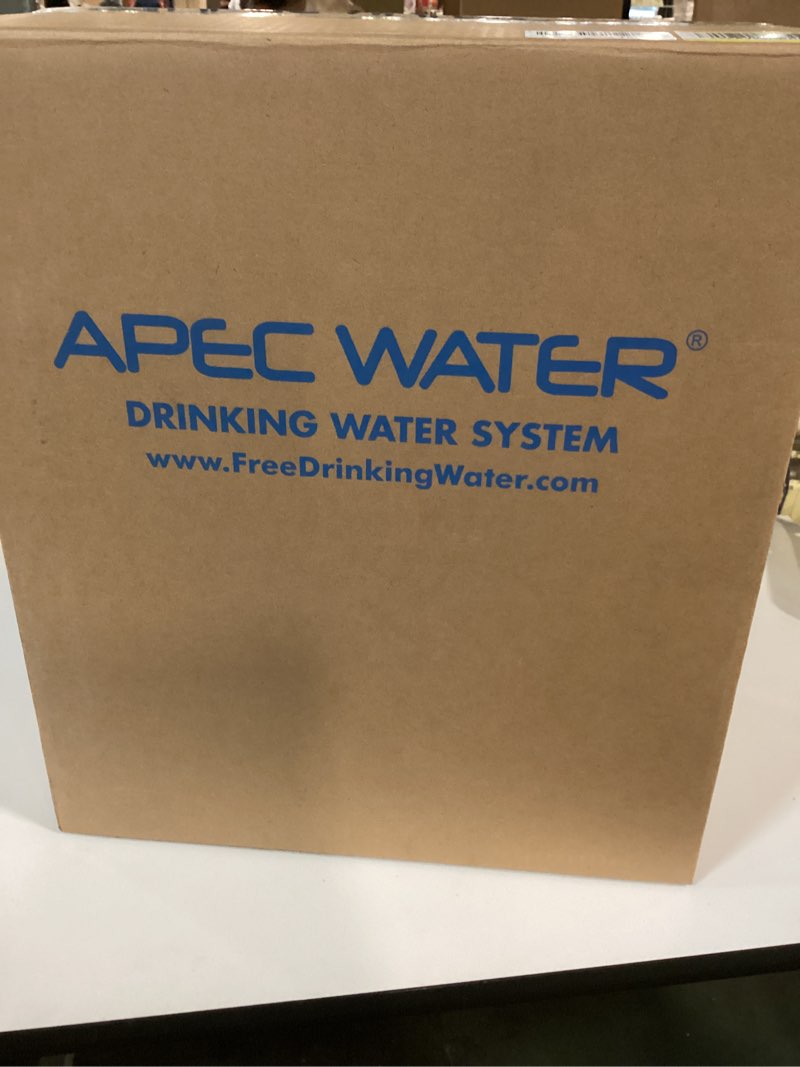 APEC WATER®
DRINKING WATER SYSTEM
www.FreeDrinkingWater.com